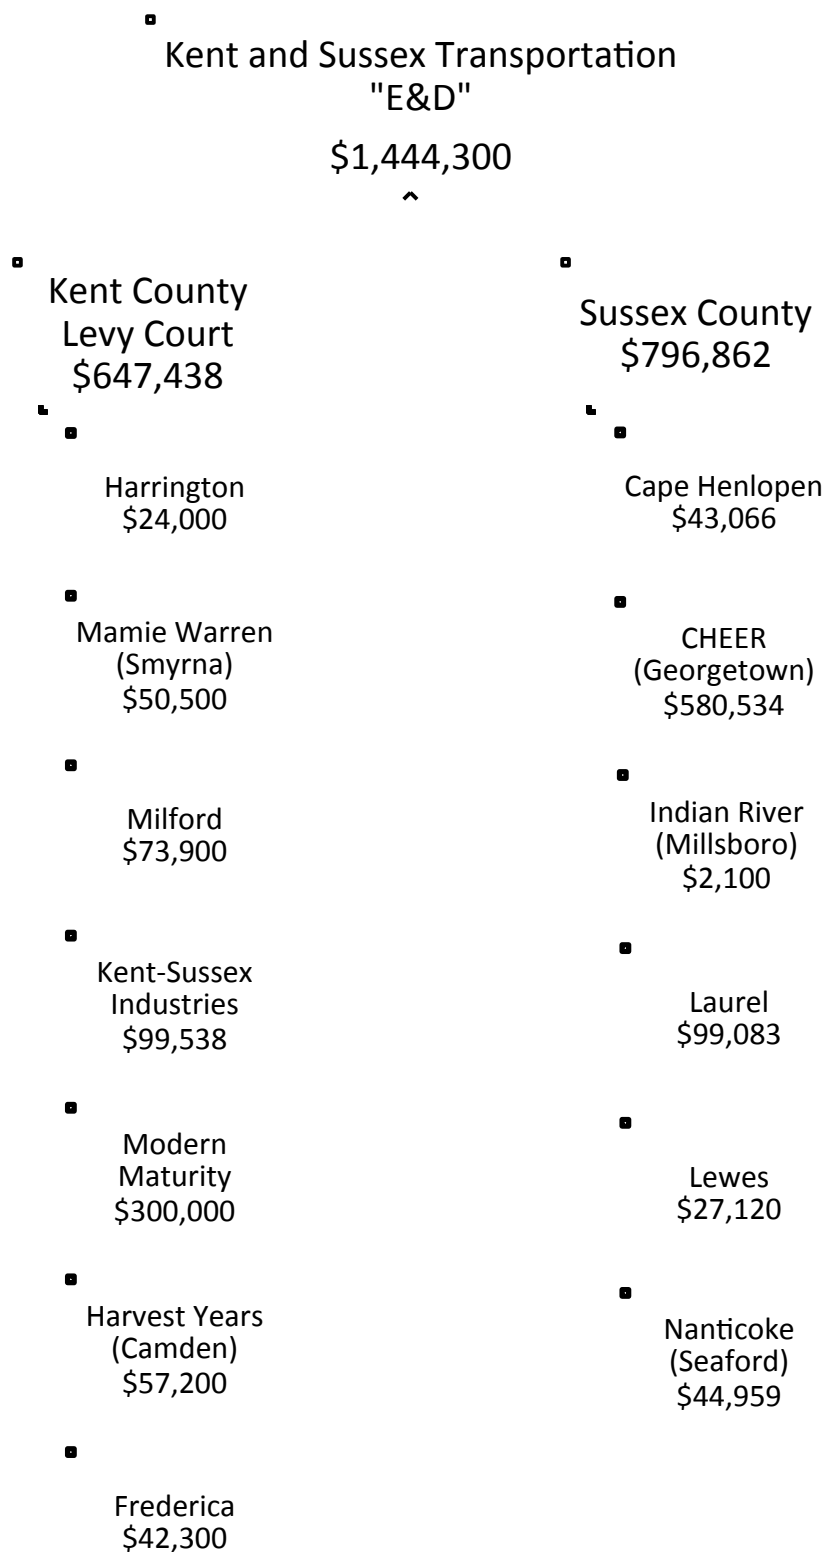 Kent and Sussex Transportation
"E&D"
$1,444,300
Kent County
Levy Court
$647,438
Harrington
$24,000
Mamie Warren
(Smyrna)
$50,500
Milford
$73,900
Kent-Sussex
Industries
$99,538
Modern
Maturity
$300,000
Harvest Years
(Camden)
$57,200
Frederica
$42,300
Sussex County
$796,862
Cape Henlopen
$43,066
CHEER
(Georgetown)
$580,534
Indian River
(Millsboro)
$2,100
Laurel
$99,083
Lewes
$27,120
Nanticoke
(Seaford)
$44,959